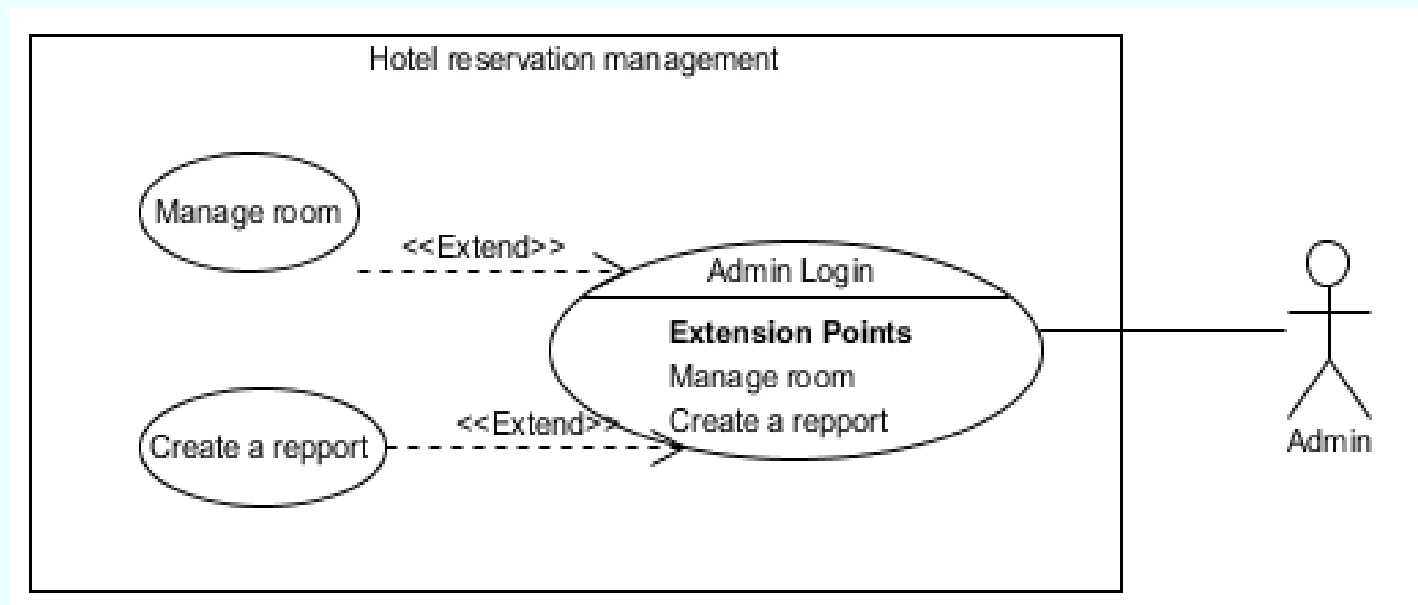 Hotel reservation management
Manage room
<<Extend>>
Admin Login
Extension Points
Manage room
Create a repport
<<Extend>>
Create a repport
Admin